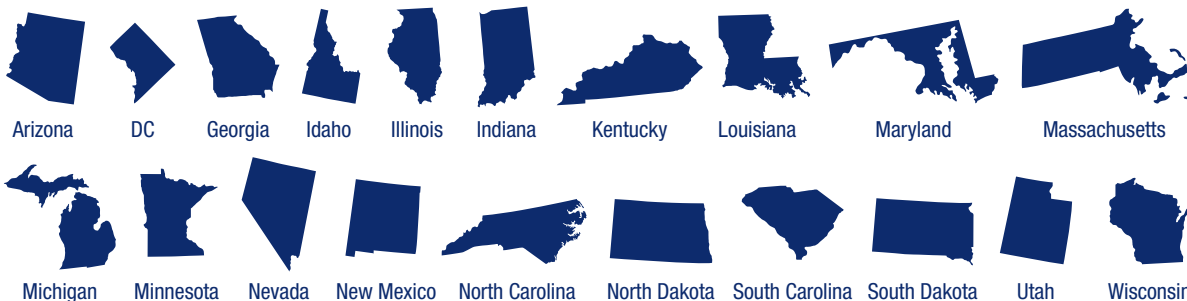 Arizona DC Georgia Idaho Illinois Indiana Kentucky Louisiana Maryland Massachusetts
Michigan Minnesota Nevada New Mexico North Carolina North Dakota South Carolina South Dakota Utah Wisconsin